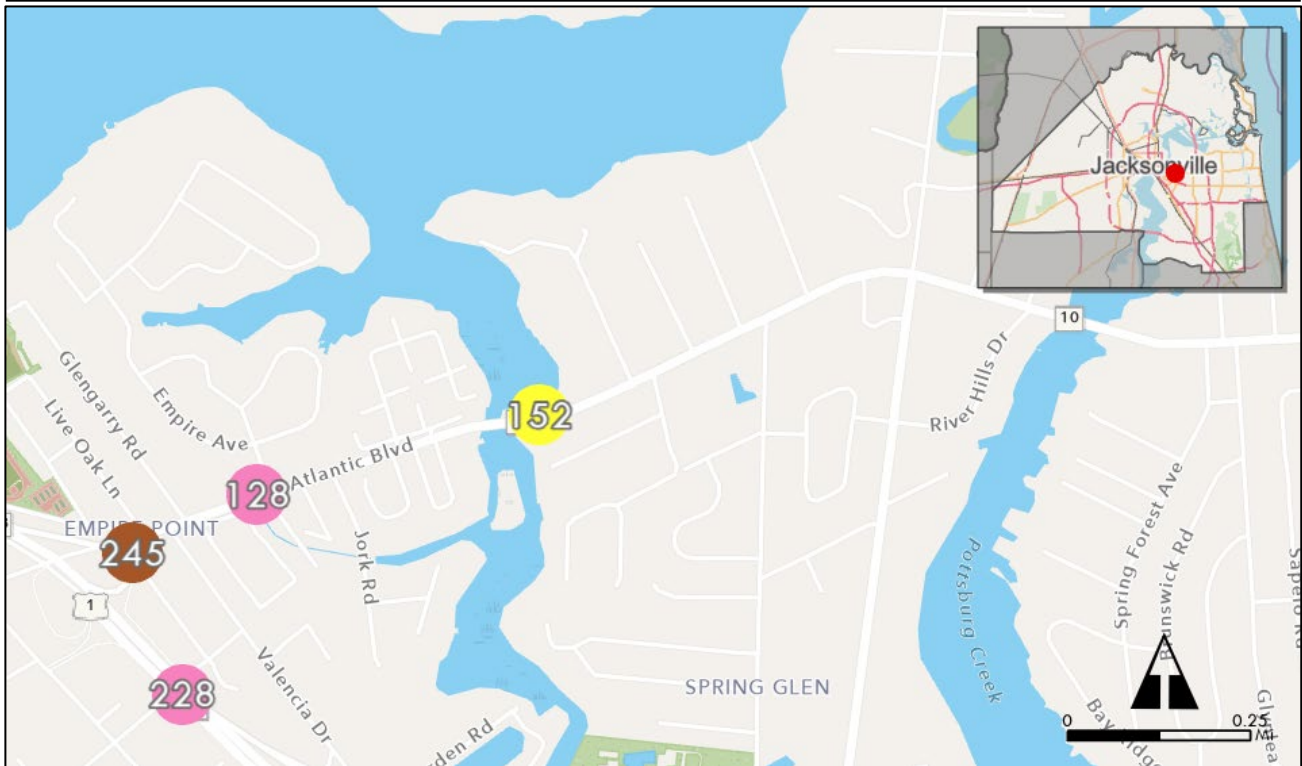 Jacksonville
10
River Hills Dr
Glengarry Rd
Live Oak Ln
Empire Ave
152
Atlantic Blvd
128
EMPIRE POINT
245
1
Jork Rd
Valencia Dr
228
Pottsburg Creek
Spring Forest Ave
Brunswick Rd
SPRING GLEN
0
0.25
MI